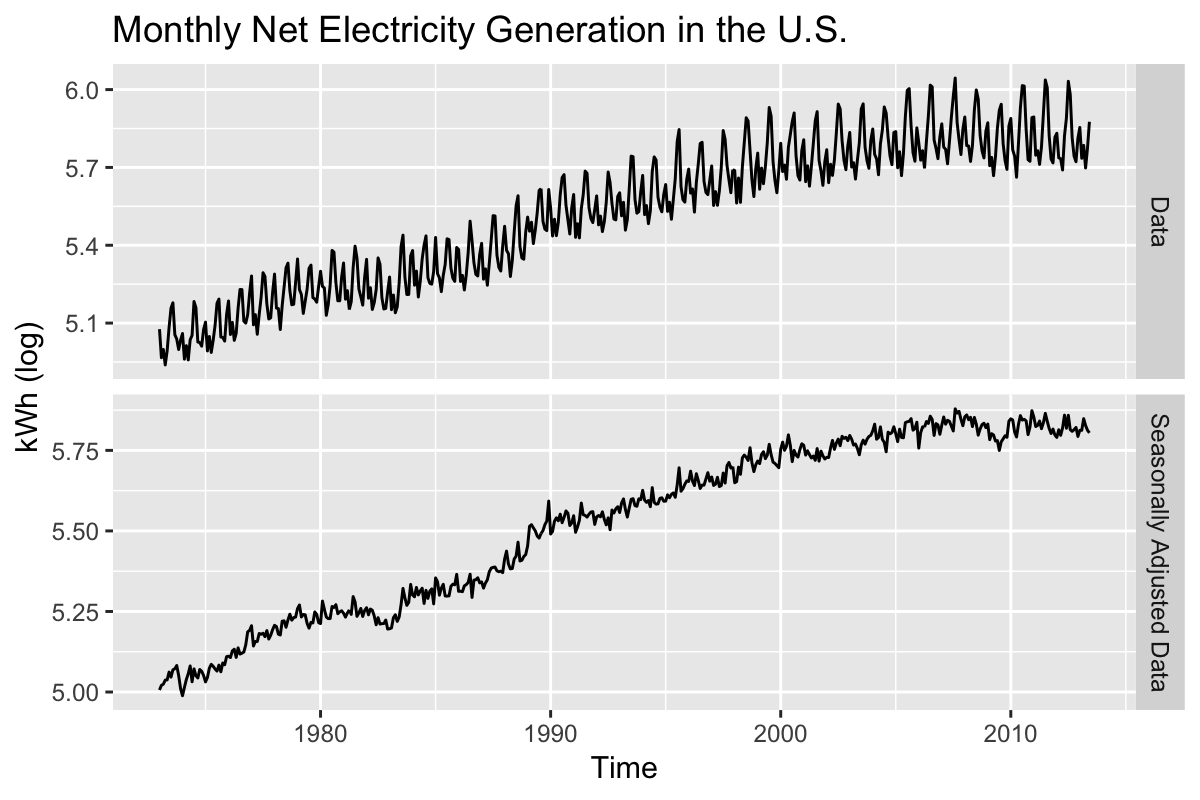 Monthly Net Electricity Generation in the U.S.
kWh (log)
6.0
5.7
5.4
5.1
Data
5.75
5.50
5.25
5.00
Seasonally Adjusted Data
1980 1990 2000 2010
Time